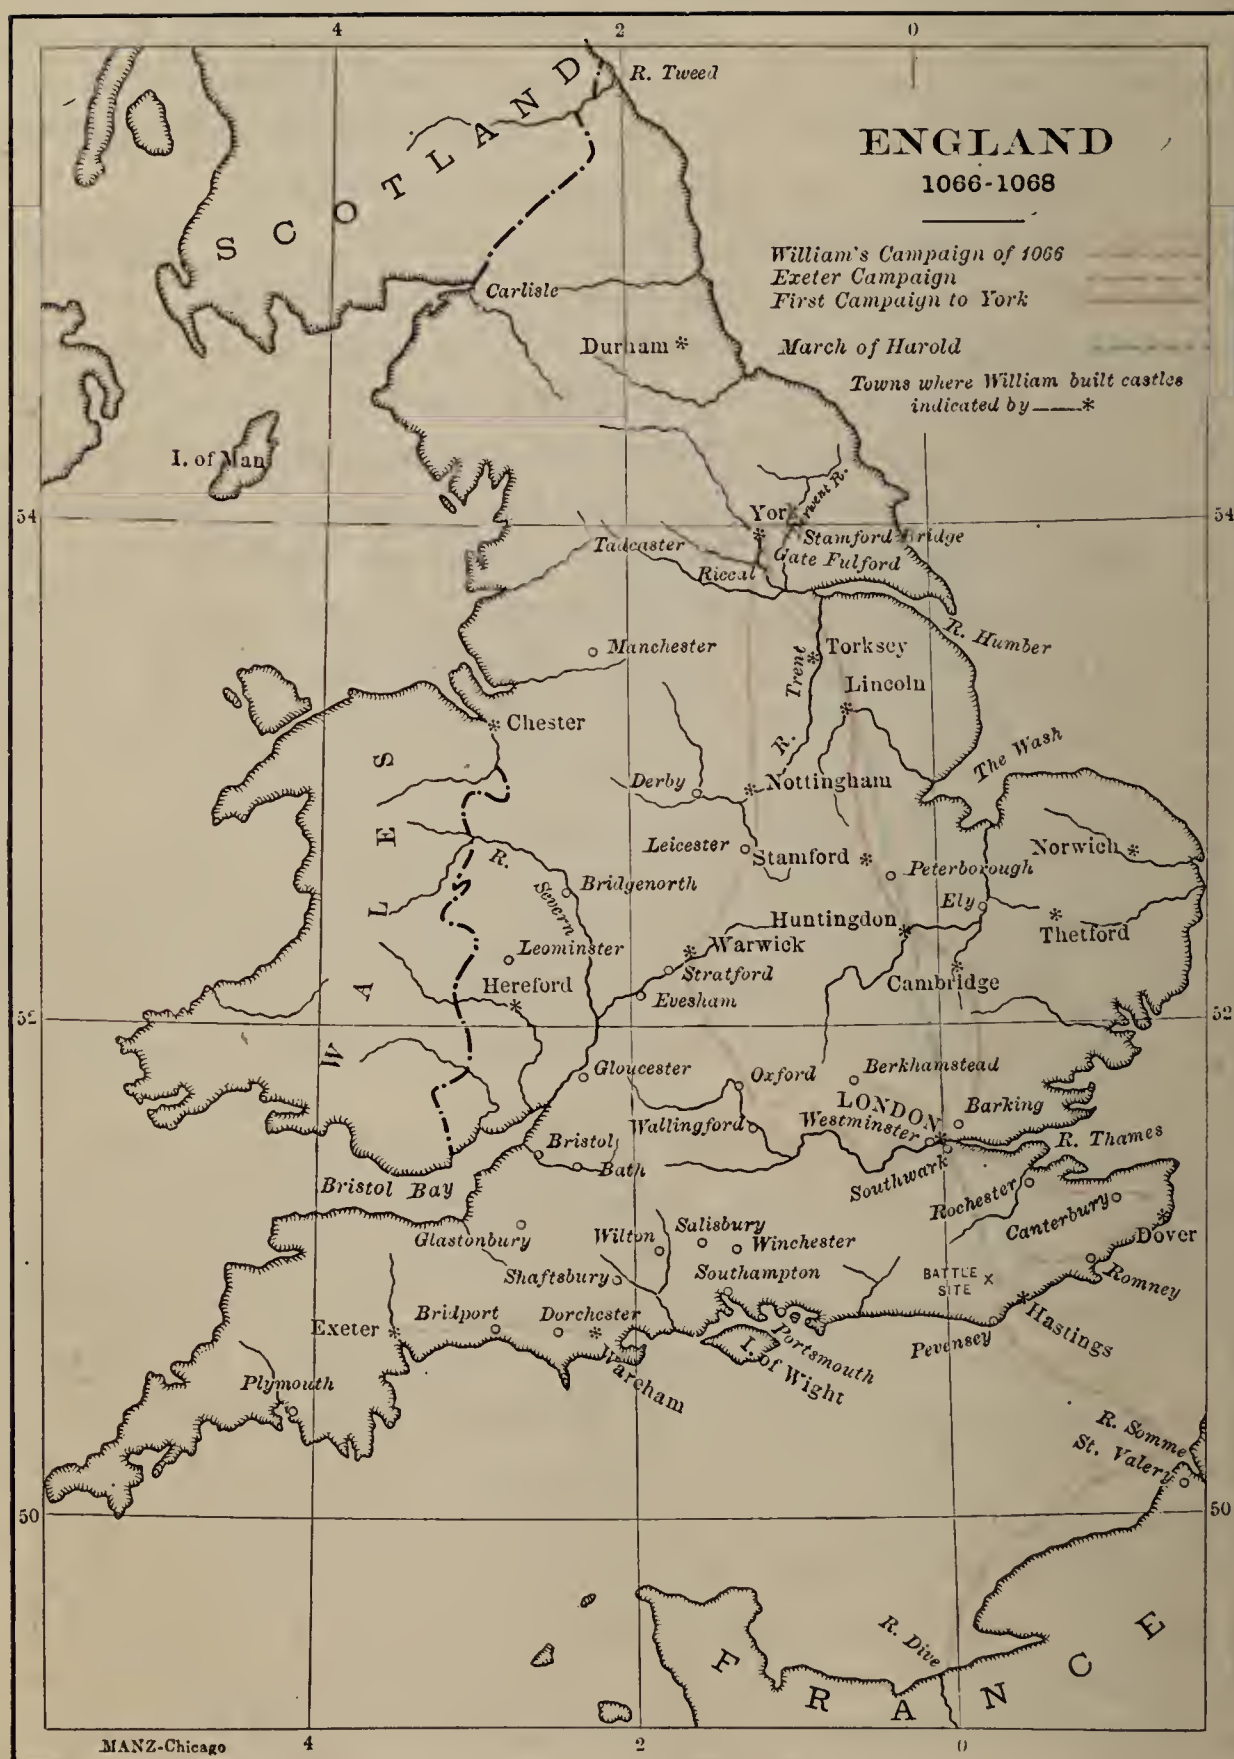 4 2 0
SCOTLAND
R. Tweed
ENGLAND
1066-1068
William's Campaign of 1066
Exeter Campaign
First Campaign to York
March of Harold
Towns where William built castles
indicated by ——*
Carlisle
Durham *
I. of Man
54 54
York
Derwent R.
Stamford Bridge
Tadcaster
Gate Fulford
Riccal
R. Humber
Manchester
Torksey
R. Trent
Lincoln
Chester
The Wash
Derby
Nottingham
Leicester
Stamford
Norwich
Peterborough
WALES
R. Severn
Bridgenorth
Ely
Huntingdon
Thetford
Warwick
Leominster
Stratford
Cambridge
Hereford
Evesham
52 52
Gloucester
Oxford
Berkhamstead
LONDON
Barking
Wallingford
Westminster
R. Thames
Bristol
Bath
Southwark
Bristol Bay
Rochester
Canterbury
Glastonbury
Wilton
Salisbury
Winchester
Dover
Shaftsbury
Southampton
BATTLE
SITE x
Romney
Exeter
Bridport
Dorchester
Wareham
Portsmouth
I. of Wight
Pevensey
Hastings
Plymouth
R. Somme
St. Valery
50 50
R. Dive
FRANCE
MANZ-Chicago
4 2 0